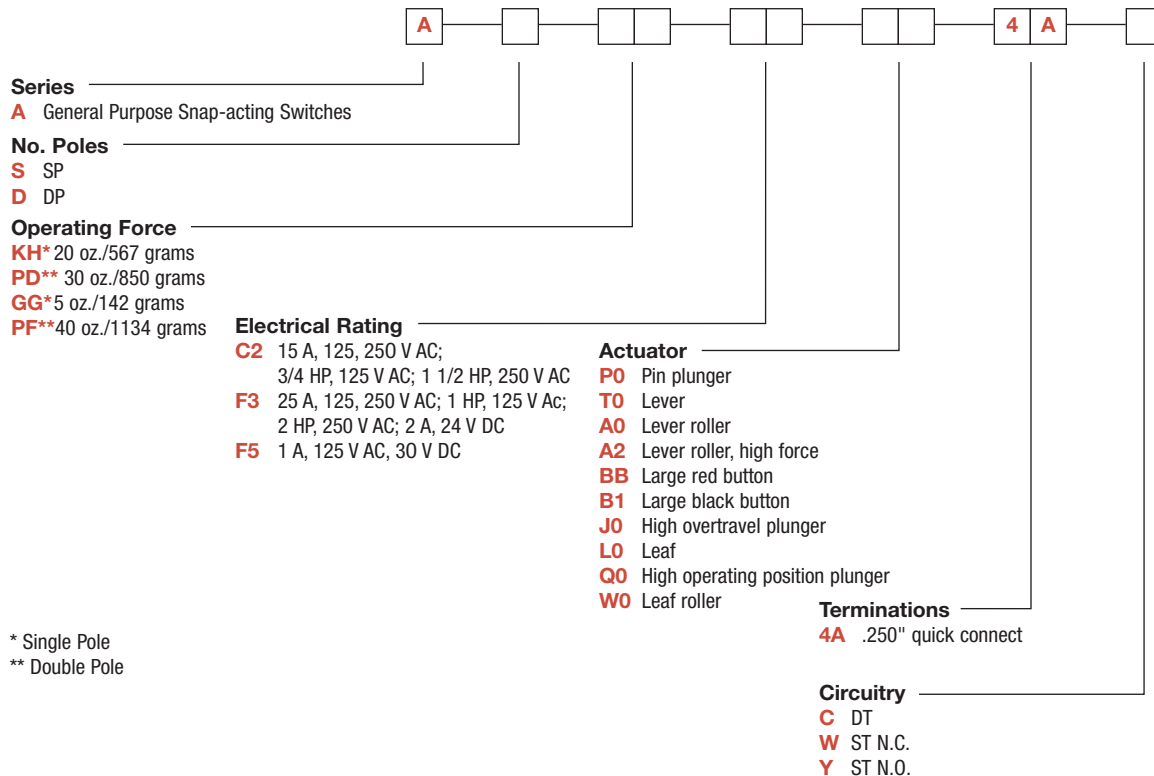 A 4 A
Series
A General Purpose Snap-acting Switches
No. Poles
S SP
D DP
Operating Force
KH* 20 oz./567 grams
PD** 30 oz./850 grams
GG* 5 oz./142 grams
PF** 40 oz./1134 grams
Electrical Rating
C2 15 A, 125, 250 V AC;
3/4 HP, 125 V AC; 1 1/2 HP, 250 V AC
F3 25 A, 125, 250 V AC; 1 HP, 125 V Ac;
2 HP, 250 V AC; 2 A, 24 V DC
F5 1 A, 125 V AC, 30 V DC
Actuator
P0 Pin plunger
T0 Lever
A0 Lever roller
A2 Lever roller, high force
BB Large red button
B1 Large black button
J0 High overtravel plunger
L0 Leaf
Q0 High operating position plunger
W0 Leaf roller
Terminations
4A .250" quick connect
Circuitry
C DT
W ST N.C.
Y ST N.O.
* Single Pole
** Double Pole